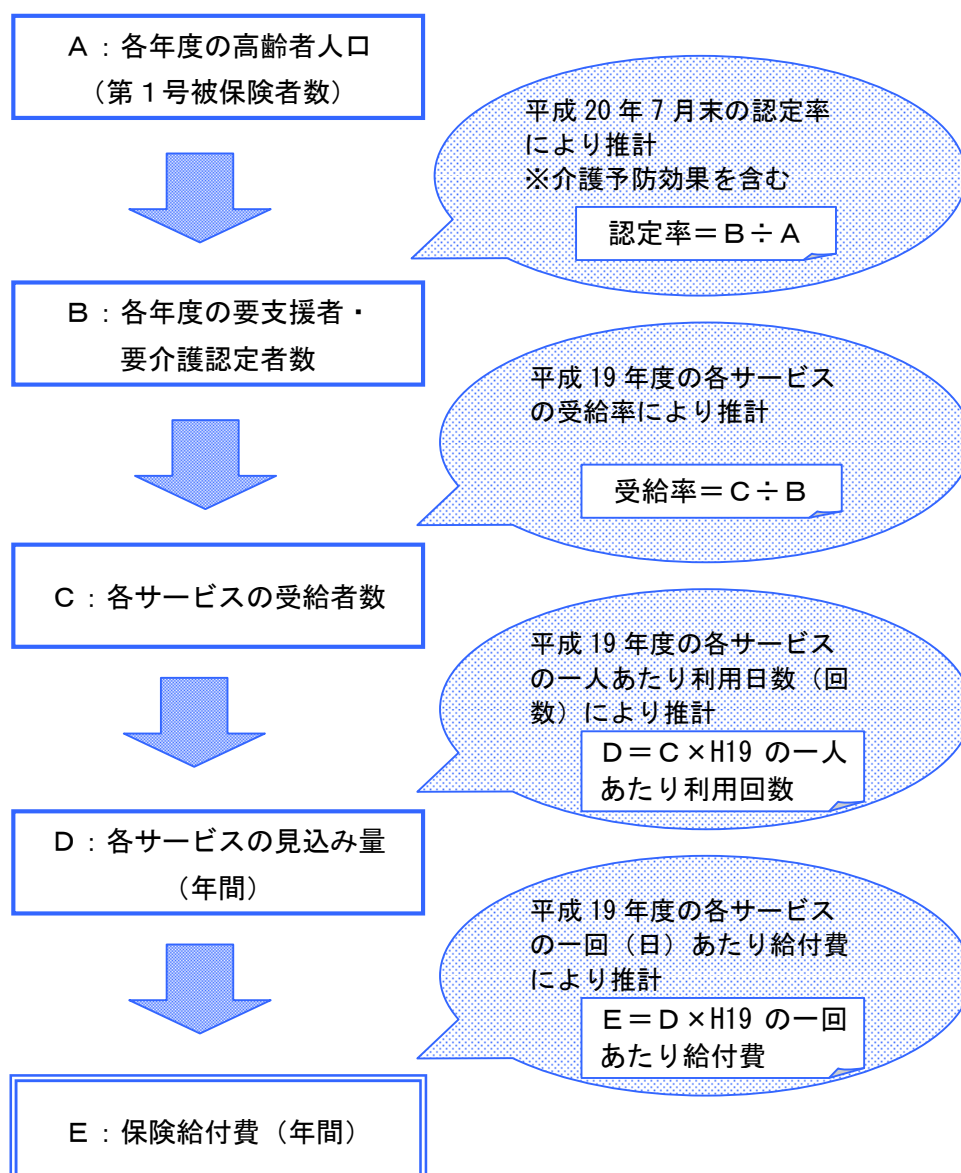 A：各年度の高齢者人口
（第１号被保険者数）
平成 20 年 7 月末の認定率
により推計
※介護予防効果を含む
認定率＝Ｂ÷Ａ
Ｂ：各年度の要支援者・
要介護認定者数
平成 19 年度の各サービス
の受給率により推計
受給率＝Ｃ÷Ｂ
Ｃ：各サービスの受給者数
平成 19 年度の各サービス
の一人あたり利用日数（回
数）により推計
Ｄ＝Ｃ×H19 の一人
あたり利用回数
Ｄ：各サービスの見込み量
（年間）
平成 19 年度の各サービス
の一回（日）あたり給付費
により推計
Ｅ＝Ｄ×H19 の一回
あたり給付費
Ｅ：保険給付費（年間）